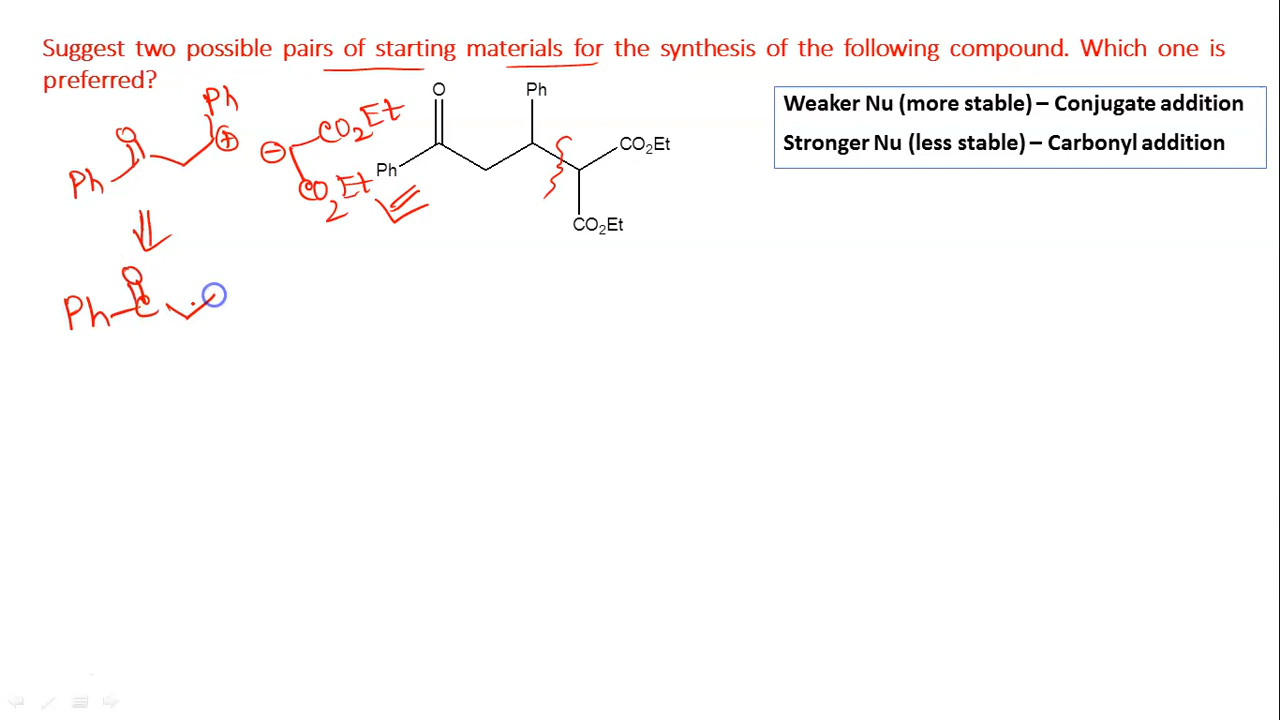 Suggest two possible pairs of starting materials for the synthesis of the following compound. Which one is
preferred?
Weaker Nu (more stable) – Conjugate addition
Stronger Nu (less stable) – Carbonyl addition
O
Ph
Ph
CO2Et
CO2Et
Ph
O
Ph
+
−
CO2Et
CO2Et
O
Ph
C